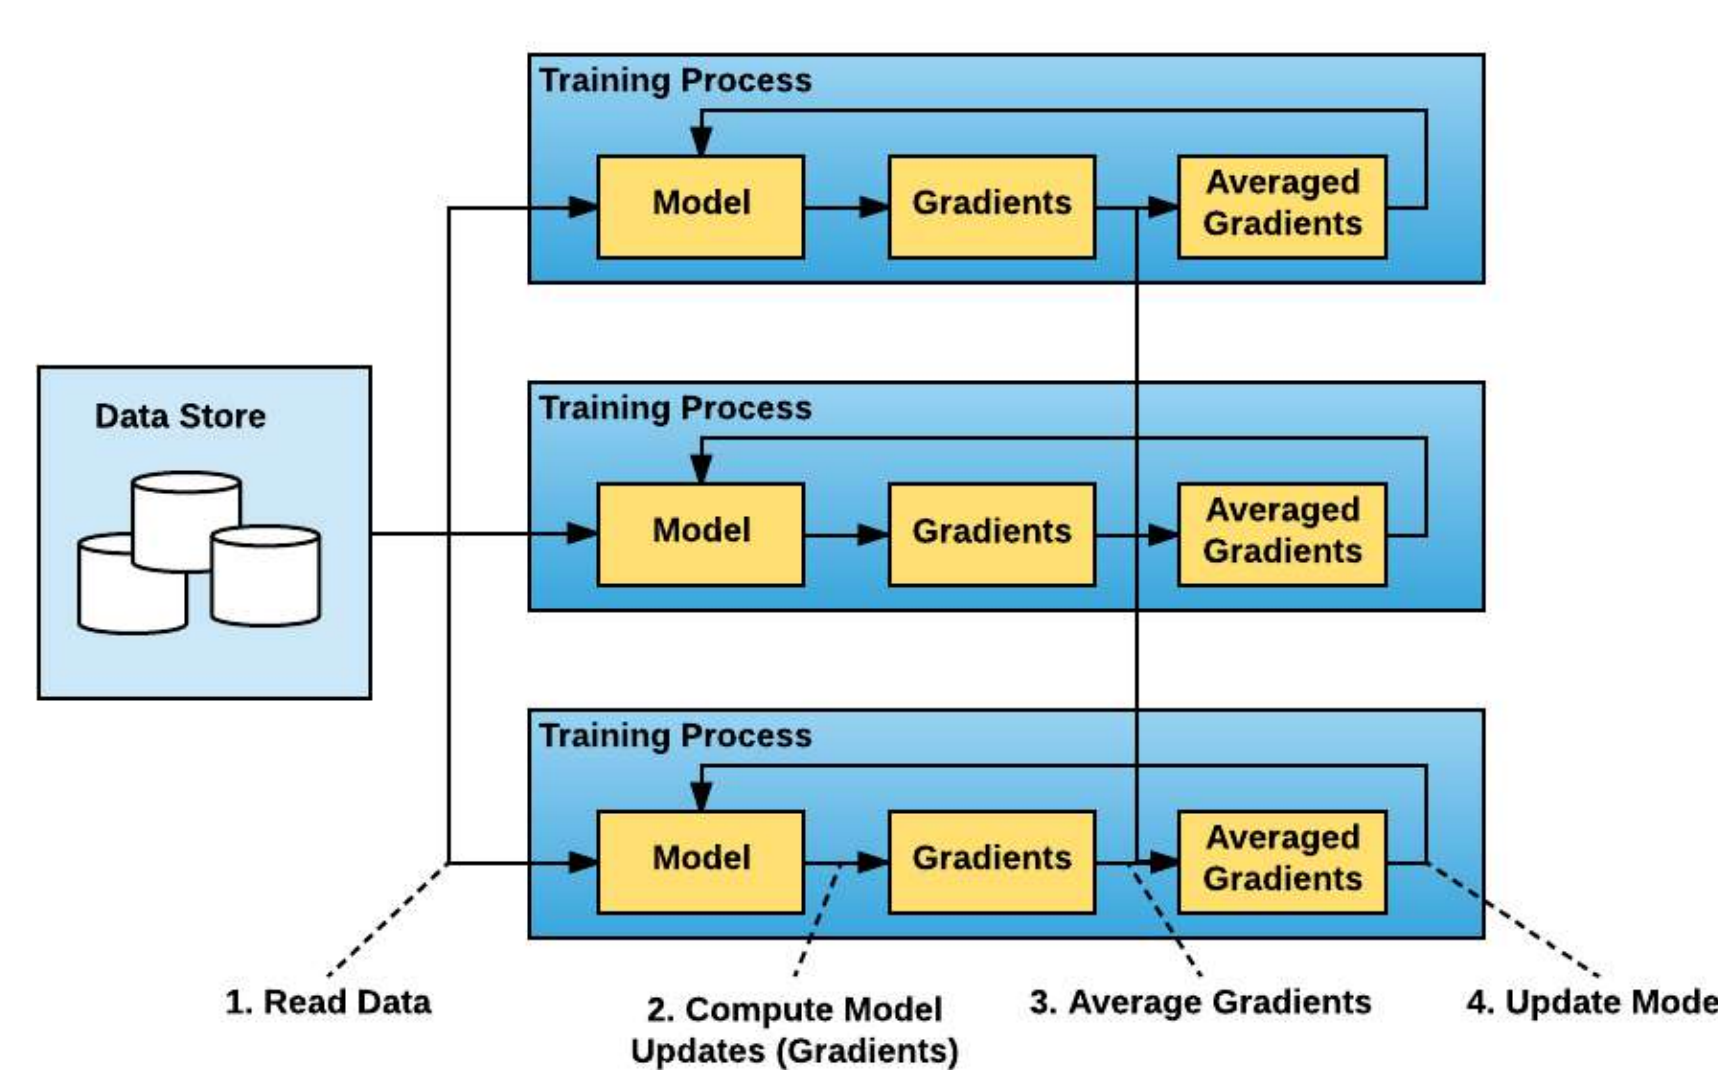 Training Process
Model
Gradients
Averaged
Gradients
Data Store
Training Process
Model
Gradients
Averaged
Gradients
Training Process
Model
Gradients
Averaged
Gradients
1. Read Data
2. Compute Model
Updates (Gradients)
3. Average Gradients
4. Update Mode